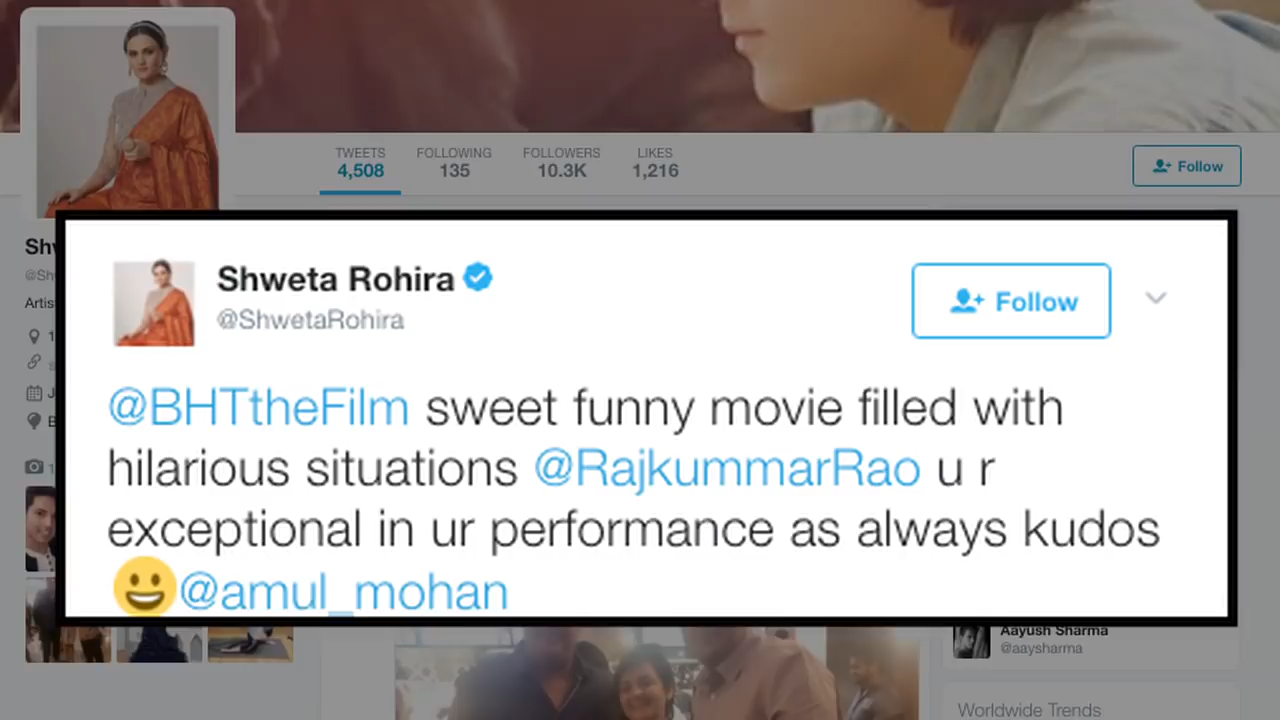 TWEETS FOLLOWING FOLLOWERS LIKES
4,508 135 10.3K 1,216
Follow
Shweta Rohira
@ShwetaRohira
Follow
@BHTtheFilm sweet funny movie filled with
hilarious situations @RajkummarRao u r
exceptional in ur performance as always kudos
😀@amul_mohan
Aayush Sharma
@aaysharma
Worldwide Trends